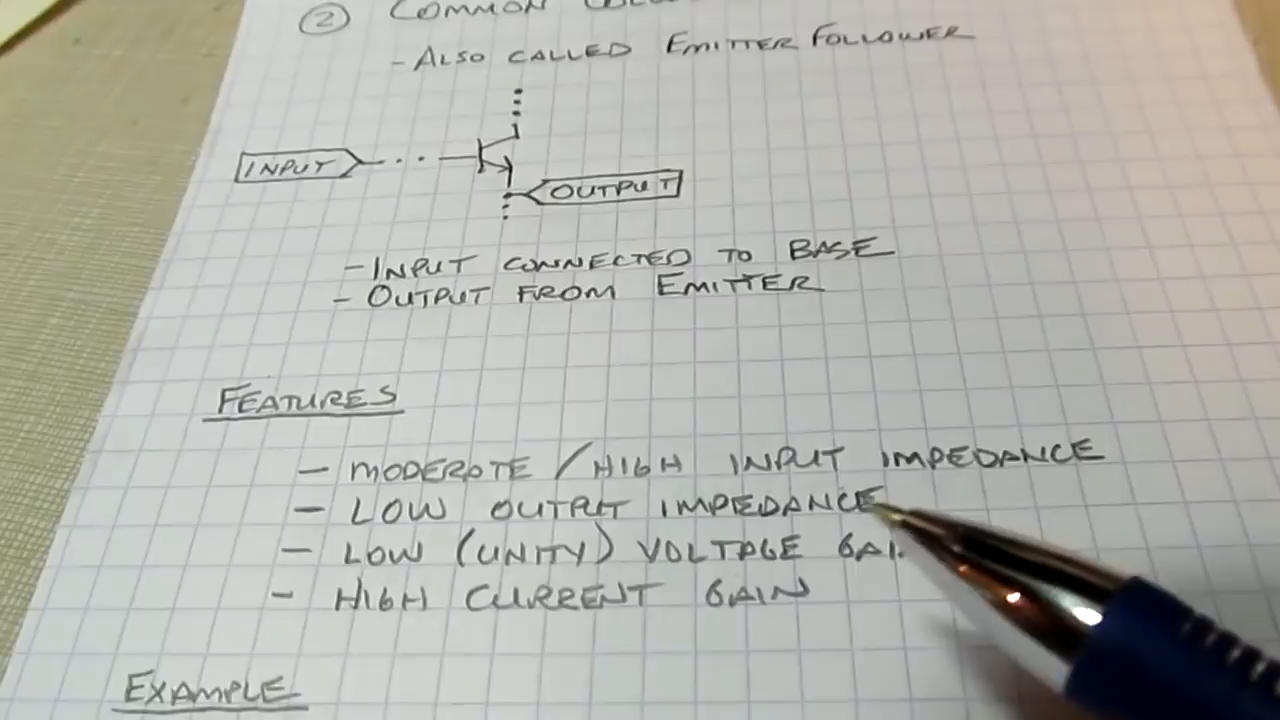 ② COMMON
- ALSO CALLED EMITTER FOLLOWER
INPUT
OUTPUT
- INPUT CONNECTED TO BASE
- OUTPUT FROM EMITTER
FEATURES
- MODERATE / HIGH INPUT IMPEDANCE
- LOW OUTPUT IMPEDANCE
- LOW (UNITY) VOLTAGE
- HIGH CURRENT GAIN
EXAMPLE